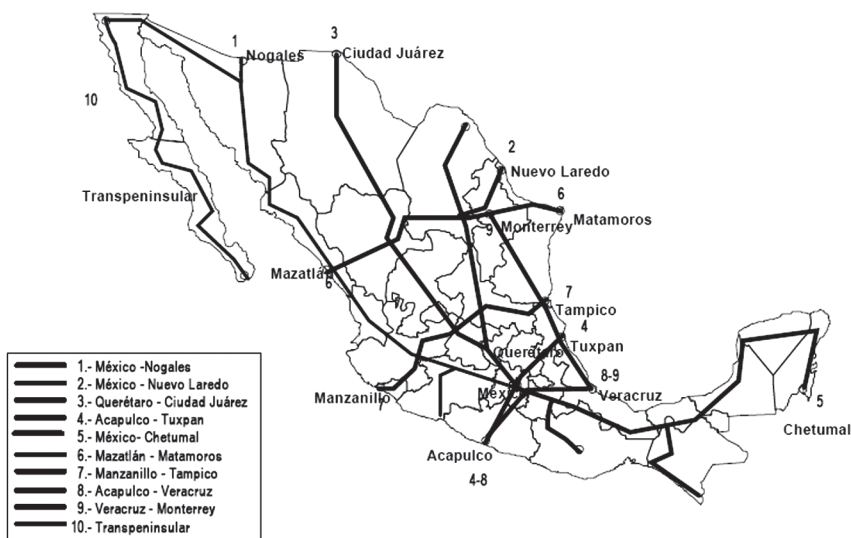 3
1
Nogales
Ciudad Juárez
10
2
Nuevo Laredo
Transpeninsular
6
9
Monterrey
Matamoros
Mazatlán
6
7
Tampico
4
Tuxpan
Querétaro
8-9
Manzanillo
7
México
Veracruz
5
Chetumal
Acapulco
4-8
1.- México -Nogales
2.- México - Nuevo Laredo
3.- Querétaro - Ciudad Juárez
4.- Acapulco - Tuxpan
5.- México- Chetumal
6.- Mazatlán - Matamoros
7.- Manzanillo - Tampico
8.- Acapulco - Veracruz
9.- Veracruz - Monterrey
10.- Transpeninsular